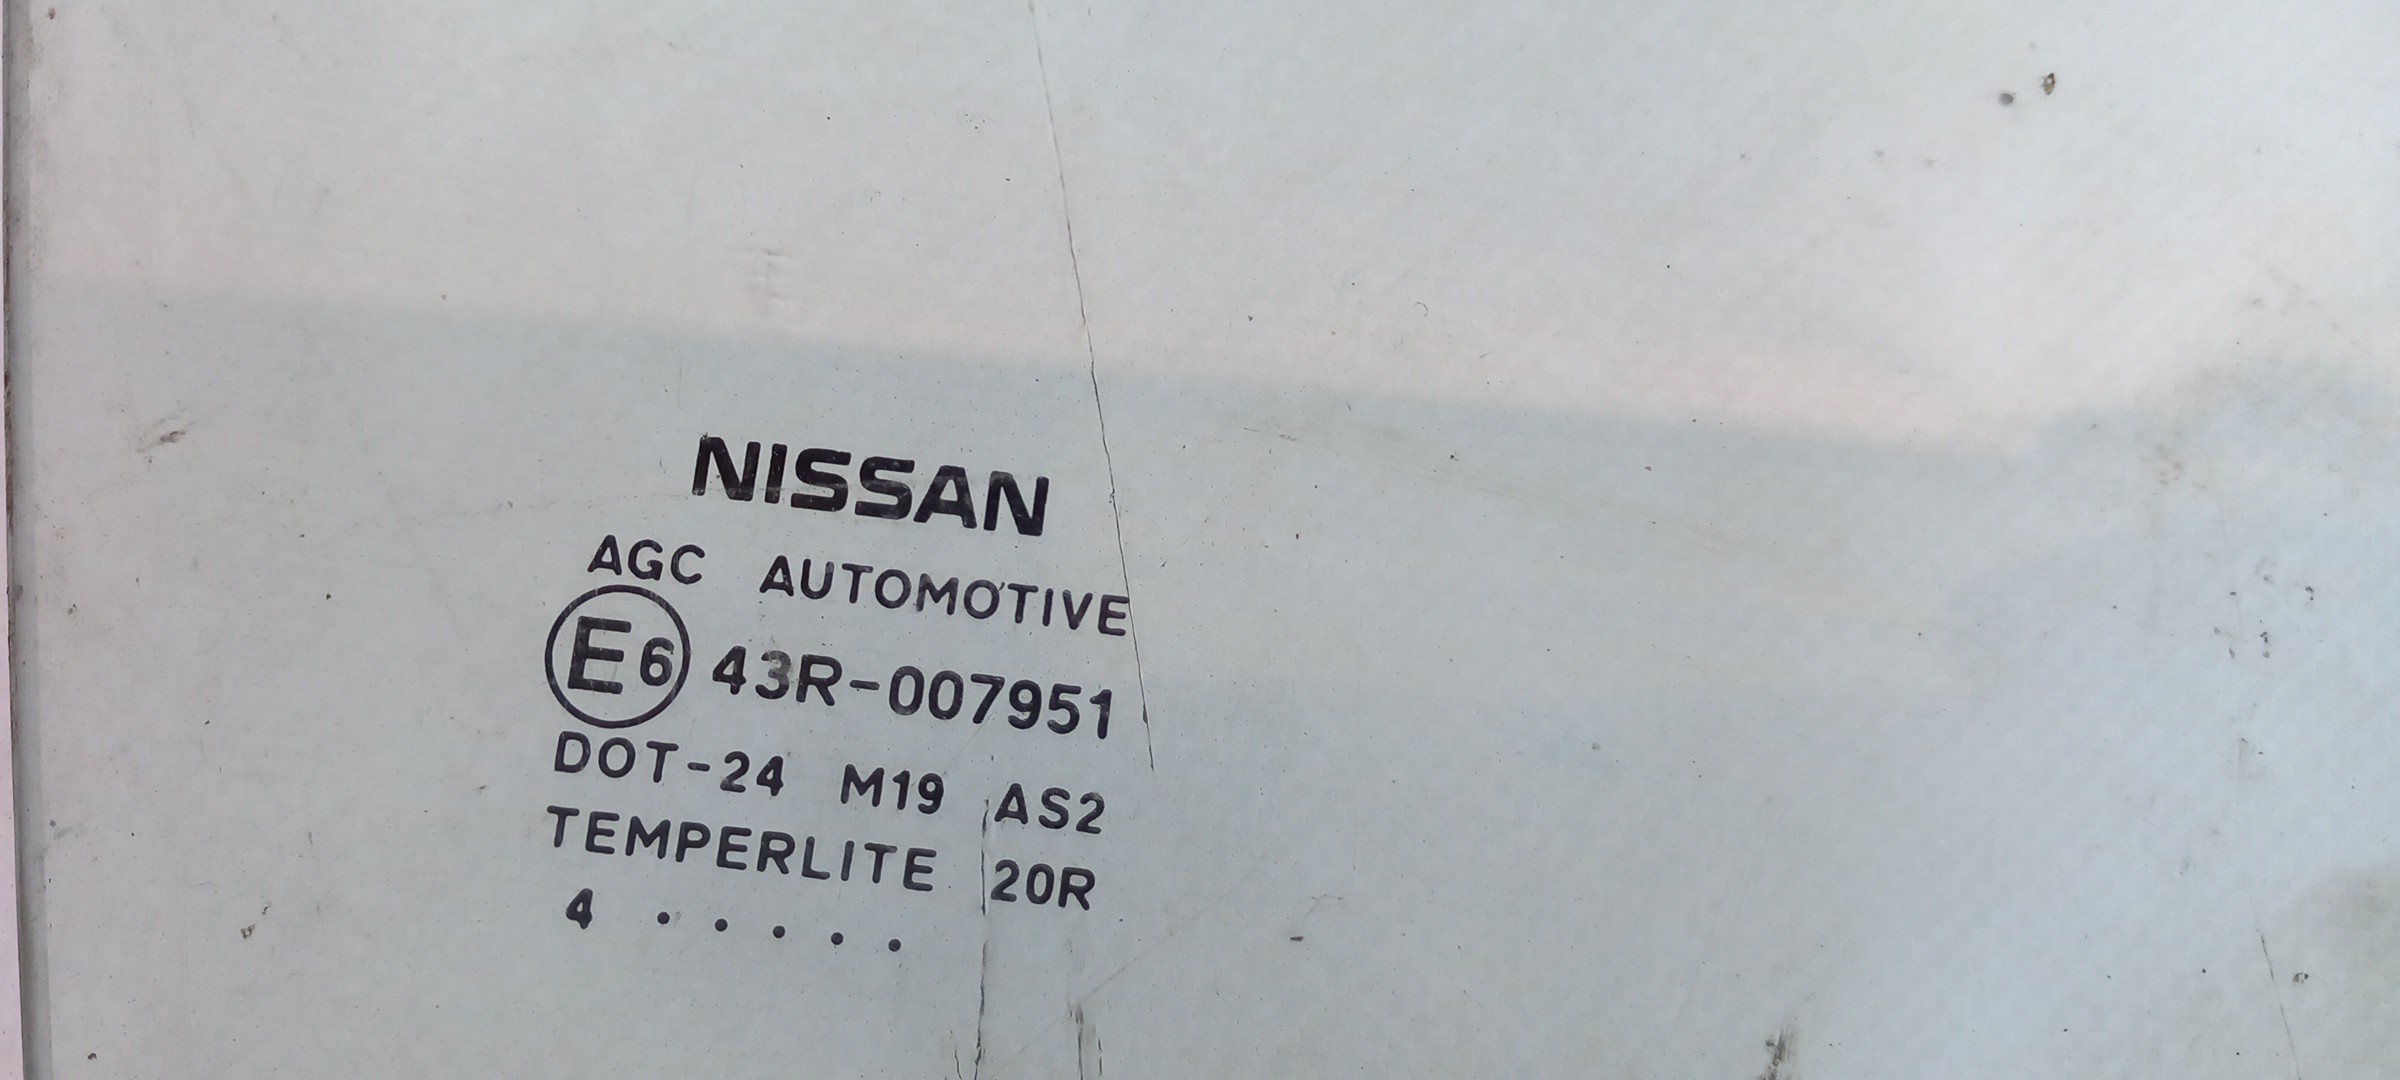 NISSAN
AGC AUTOMOTIVE
E6 43R-007951
DOT-24 M19 AS2
TEMPERLITE 20R
4 . . . . .